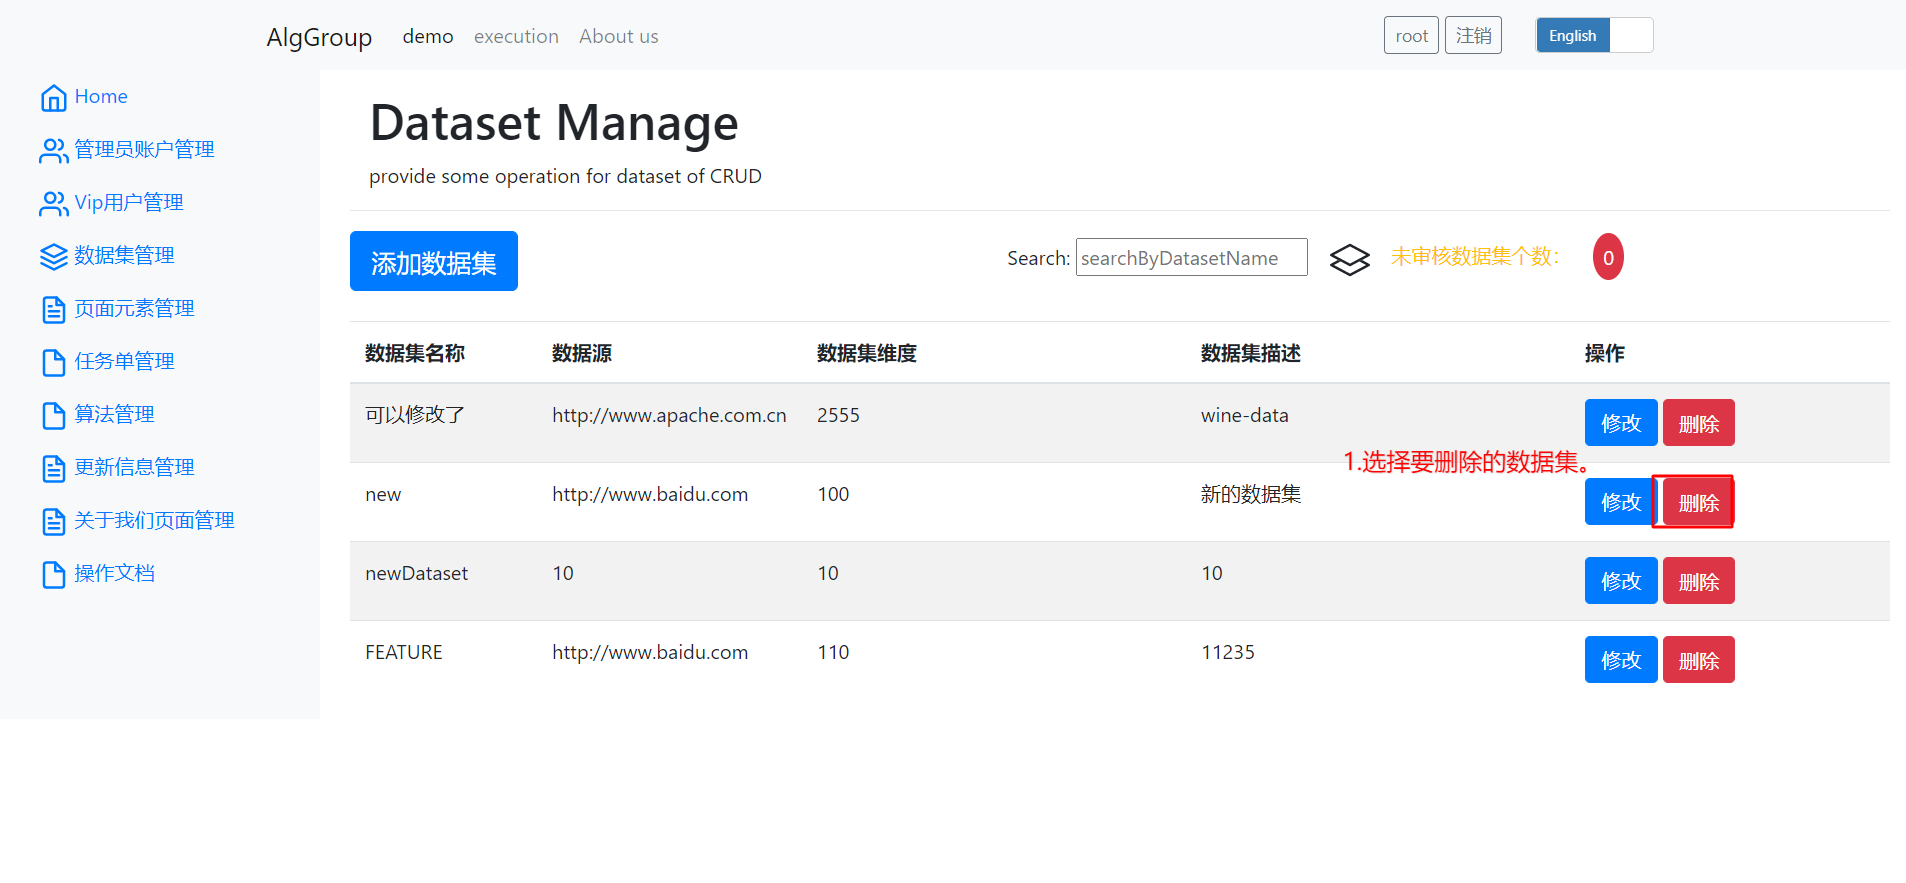 AlgGroup demo execution About us root 注销 English
Home
管理员账户管理
Vip用户管理
数据集管理
页面元素管理
任务单管理
算法管理
更新信息管理
关于我们页面管理
操作文档
Dataset Manage
provide some operation for dataset of CRUD
添加数据集 Search: searchByDatasetName 未审核数据集个数： 0
数据集名称 数据源 数据集维度 数据集描述 操作
可以修改了 http://www.apache.com.cn 2555 wine-data 修改 删除
1.选择要删除的数据集。
new http://www.baidu.com 100 新的数据集 修改 删除
newDataset 10 10 10 修改 删除
FEATURE http://www.baidu.com 110 11235 修改 删除